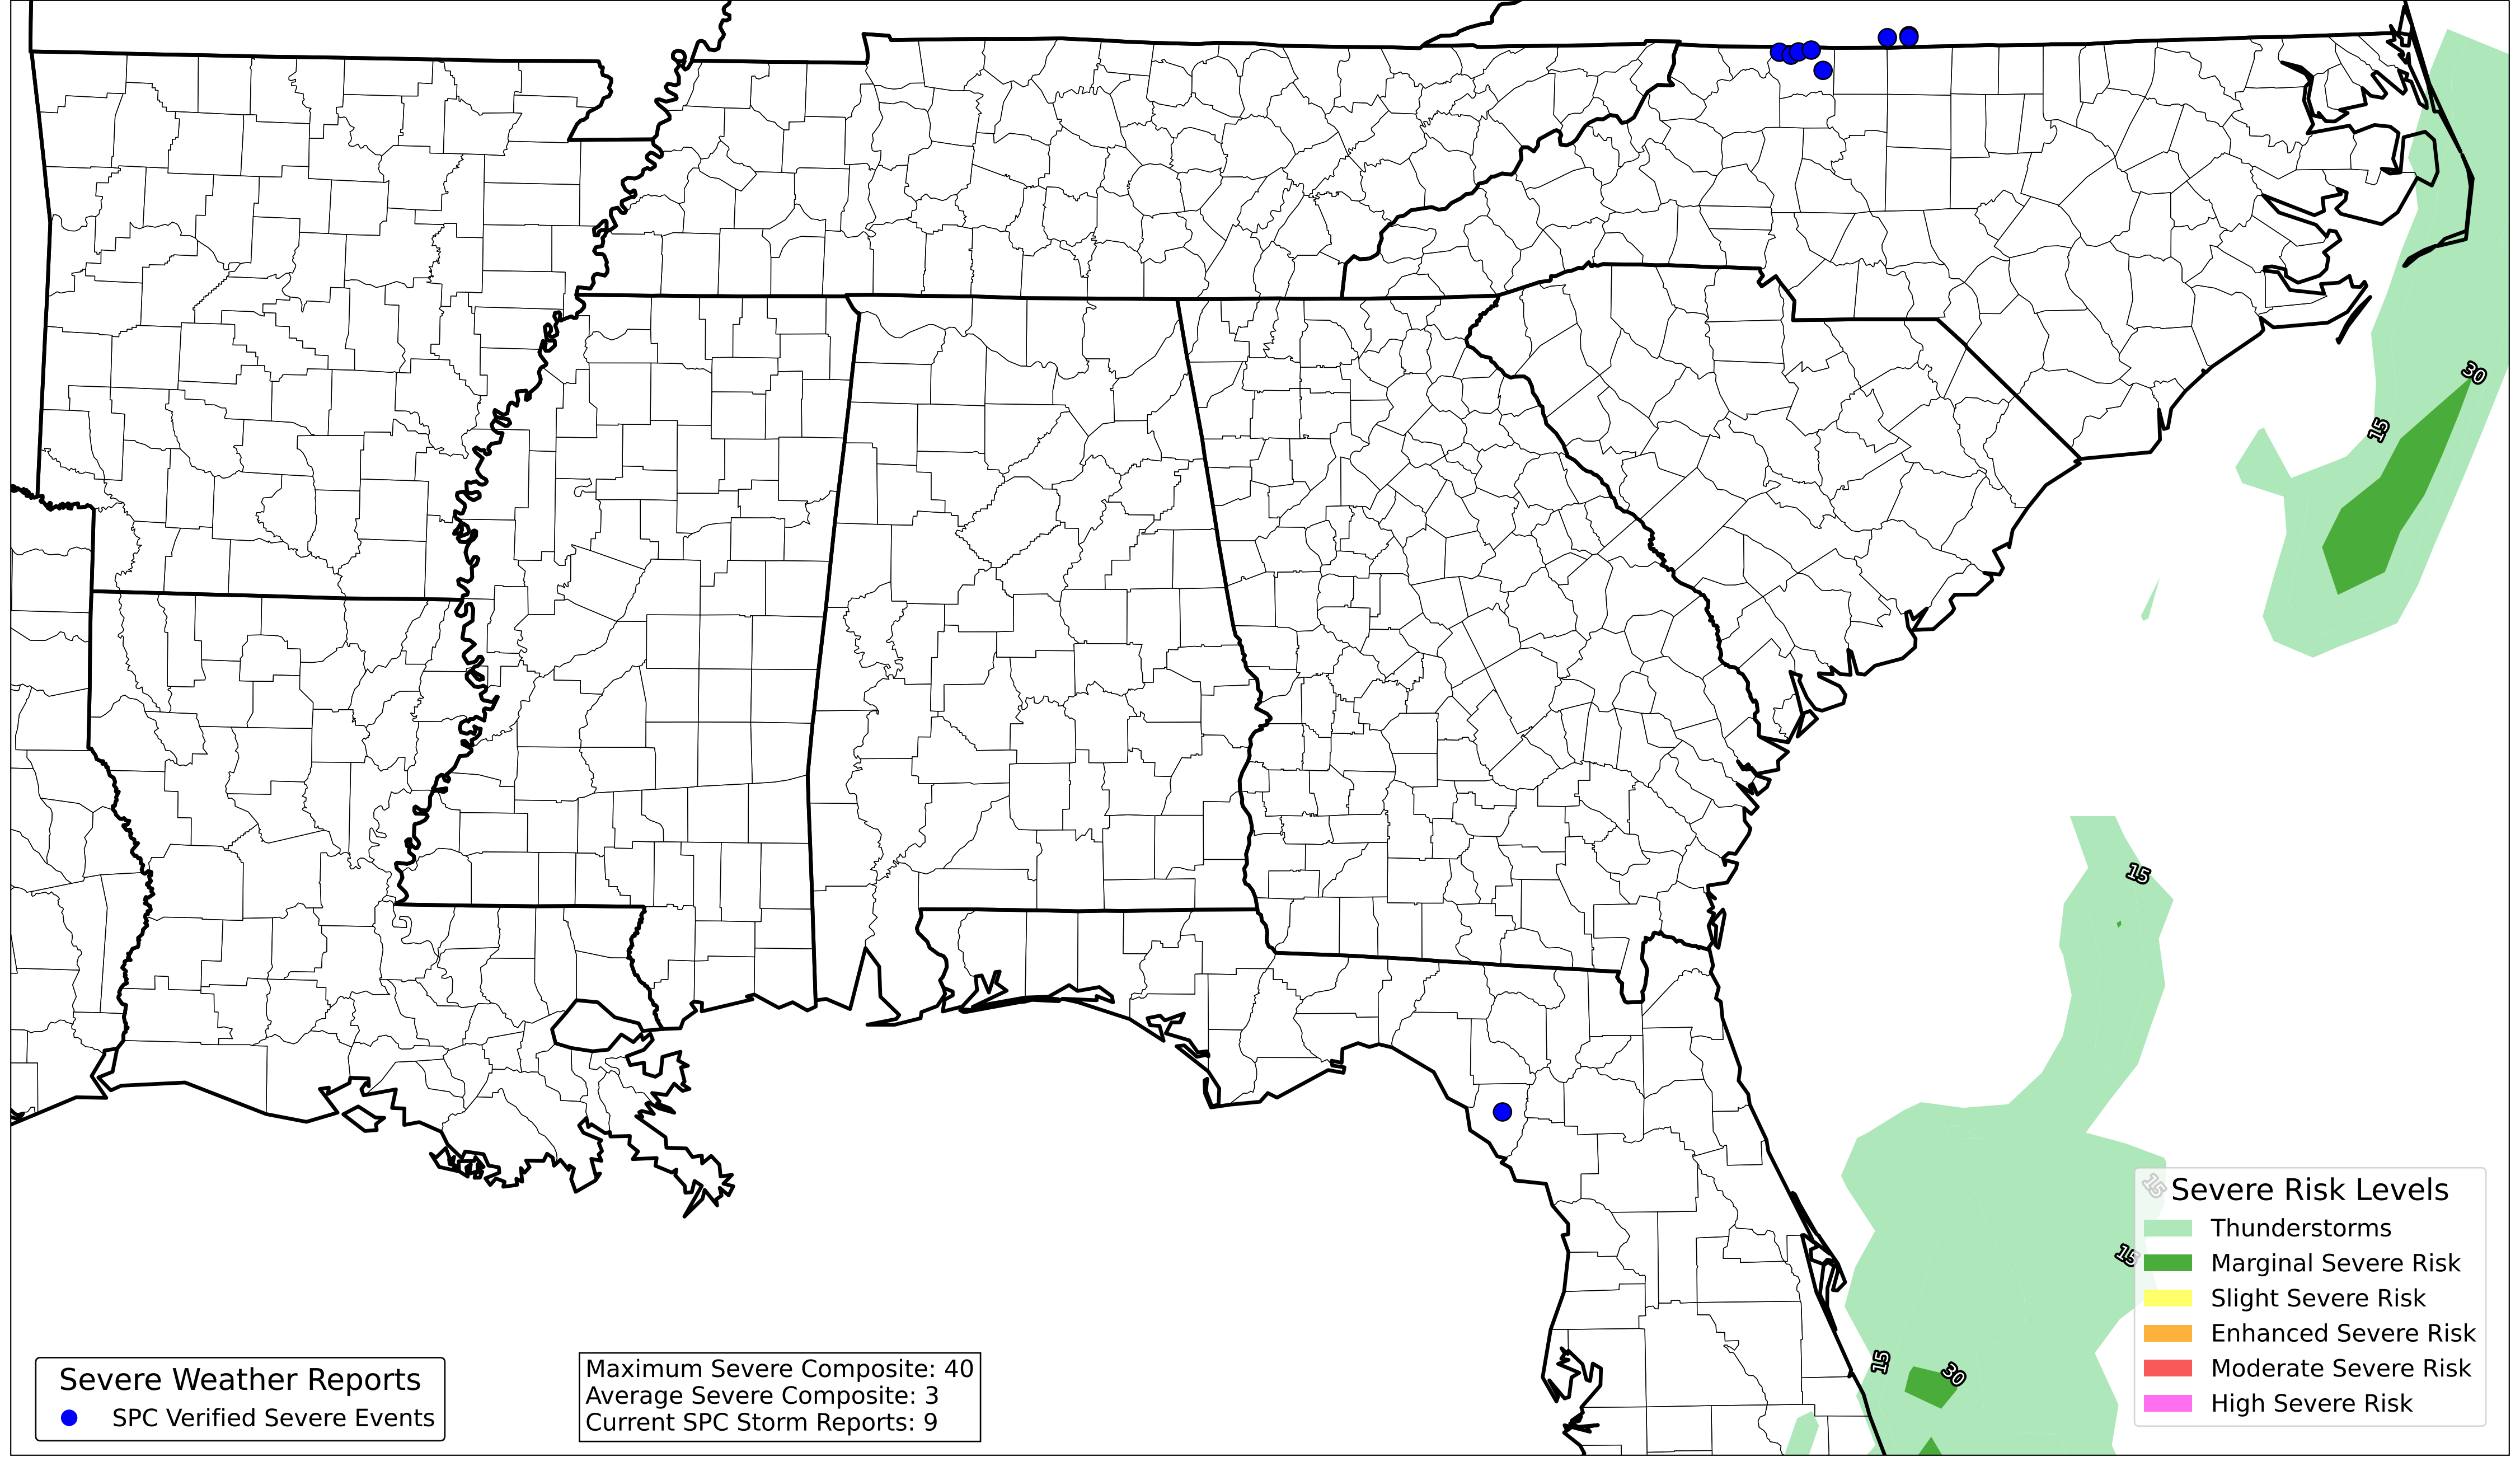 30
15
15
15
15
15
30
Severe Risk Levels
Thunderstorms
Marginal Severe Risk
Slight Severe Risk
Enhanced Severe Risk
Moderate Severe Risk
High Severe Risk
Severe Weather Reports
SPC Verified Severe Events
Maximum Severe Composite: 40
Average Severe Composite: 3
Current SPC Storm Reports: 9